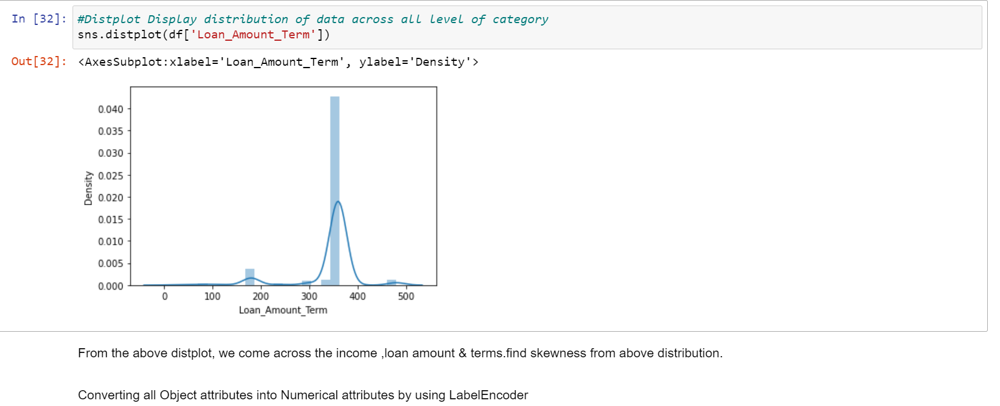 In [32]: #Distplot Display distribution of data across all level of category
sns.distplot(df['Loan_Amount_Term'])
Out[32]: <AxesSubplot:xlabel='Loan_Amount_Term', ylabel='Density'>
0.040
0.035
0.030
0.025
0.020
0.015
0.010
0.005
0.000
Density
0 100 200 300 400 500
Loan_Amount_Term
From the above distplot, we come across the income ,loan amount & terms.find skewness from above distribution.
Converting all Object attributes into Numerical attributes by using LabelEncoder